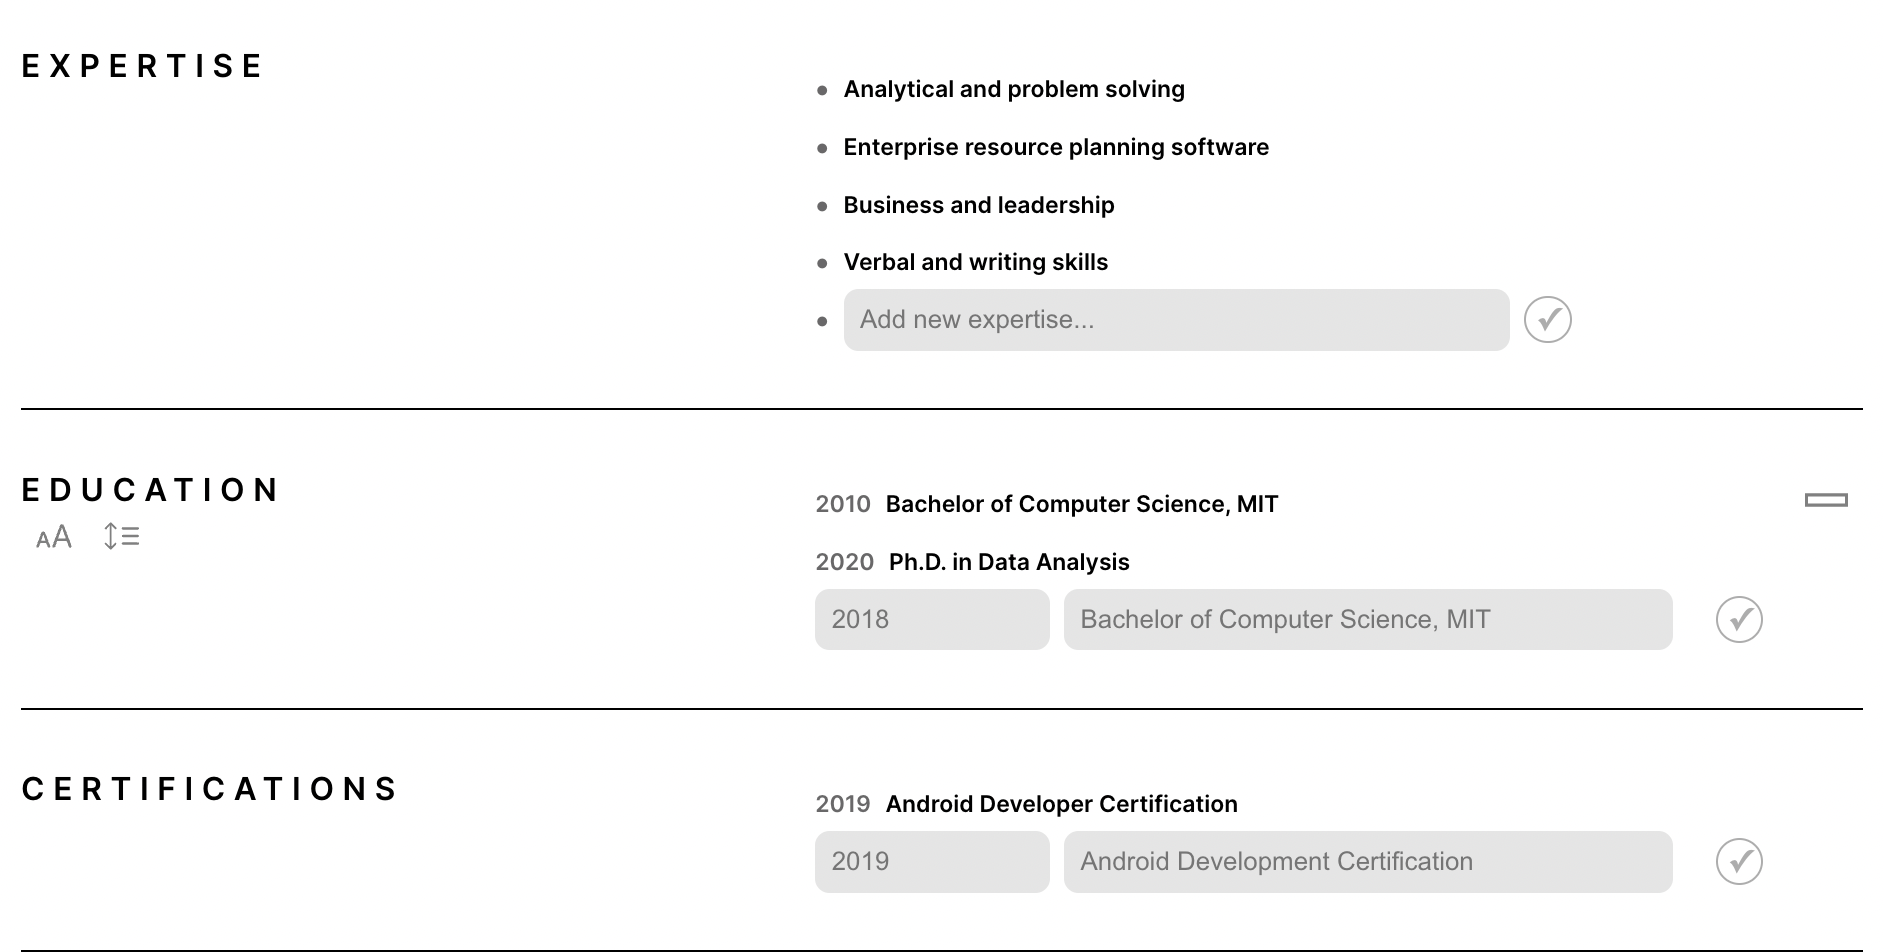 EXPERTISE
Analytical and problem solving
Enterprise resource planning software
Business and leadership
Verbal and writing skills
Add new expertise...
EDUCATION
AA
2010 Bachelor of Computer Science, MIT
2020 Ph.D. in Data Analysis
2018 Bachelor of Computer Science, MIT
CERTIFICATIONS
2019 Android Developer Certification
2019 Android Development Certification